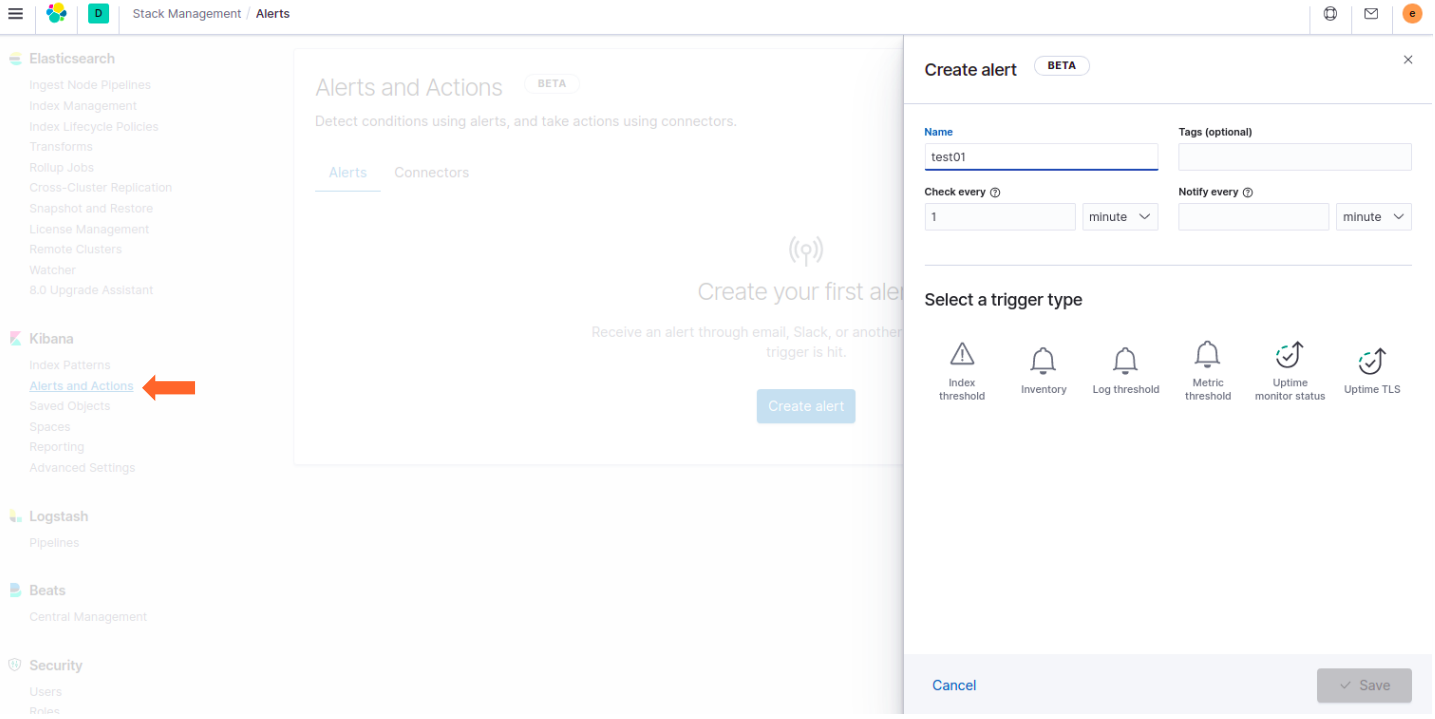 D
Stack Management / Alerts
e
Elasticsearch
Ingest Node Pipelines
Index Management
Index Lifecycle Policies
Transforms
Rollup Jobs
Cross-Cluster Replication
Snapshot and Restore
License Management
Remote Clusters
Watcher
8.0 Upgrade Assistant
Kibana
Index Patterns
Alerts and Actions
Saved Objects
Spaces
Reporting
Advanced Settings
Logstash
Pipelines
Beats
Central Management
Security
Users
Roles
Alerts and Actions BETA
Detect conditions using alerts, and take actions using connectors.
Alerts Connectors
Create your first aler
Receive an alert through email, Slack, or another
trigger is hit.
Create alert
Create alert BETA
Name Tags (optional)
test01
Check every Notify every
1 minute minute
Select a trigger type
Index
threshold
Inventory
Log threshold
Metric
threshold
Uptime
monitor status
Uptime TLS
Cancel Save